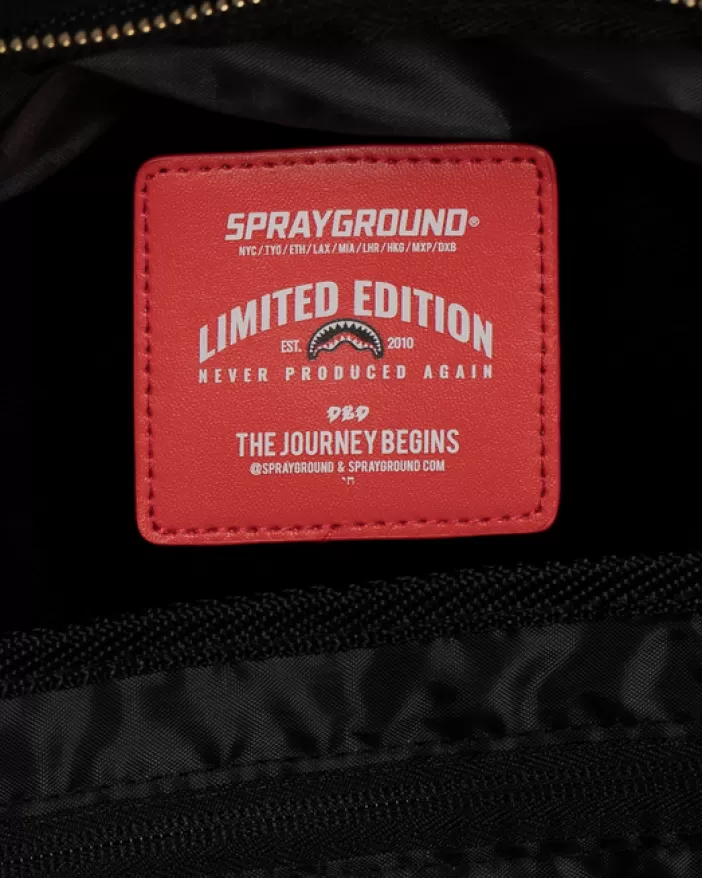 SPRAYGROUND®
NYC/TYO/ETH/LAX/MIA/LHR/HKG/MXP/DXB
LIMITED EDITION
EST. 2010
NEVER PRODUCED AGAIN
DBD
THE JOURNEY BEGINS
@SPRAYGROUND & SPRAYGROUND.COM